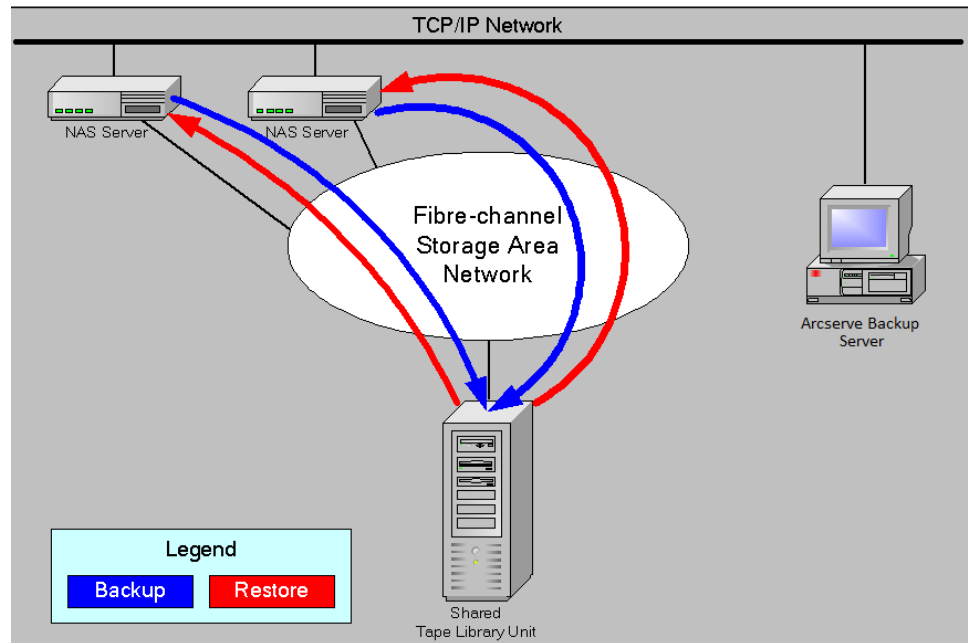 TCP/IP Network
NAS Server
NAS Server
Fibre-channel
Storage Area
Network
Arcserve Backup
Server
Legend
Backup
Restore
Shared
Tape Library Unit